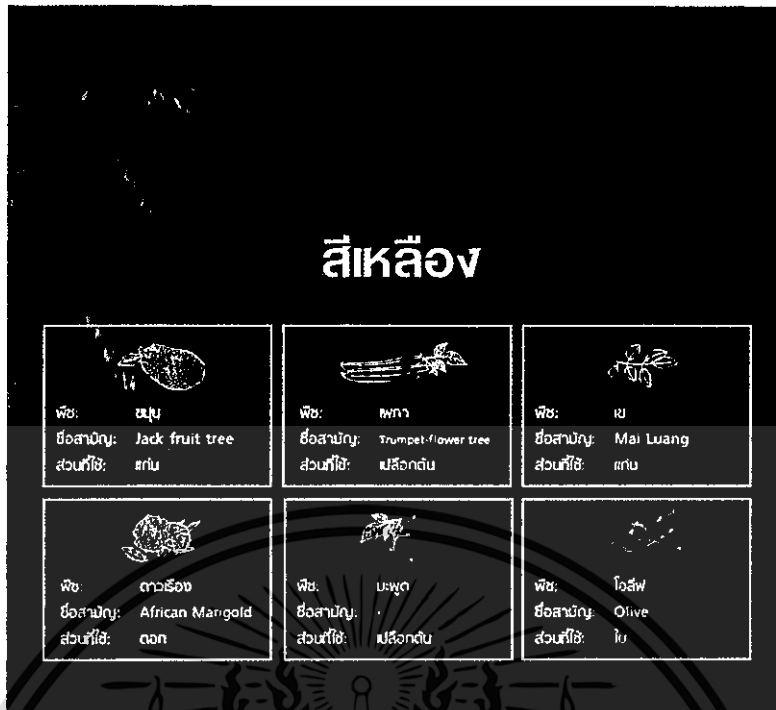 สีเหลือง
พืช: ขนุน
ชื่อสามัญ: Jack fruit tree
ส่วนที่ใช้: แก่น
พืช: เพกา
ชื่อสามัญ: Trumpet-flower tree
ส่วนที่ใช้: เปลือกต้น
พืช: เข
ชื่อสามัญ: Mai Luang
ส่วนที่ใช้: แก่น
พืช: ดาวเรือง
ชื่อสามัญ: African Marigold
ส่วนที่ใช้: ดอก
พืช: มะพูด
ชื่อสามัญ: -
ส่วนที่ใช้: เปลือกต้น
พืช: โอลีฟ
ชื่อสามัญ: Olive
ส่วนที่ใช้: ใบ